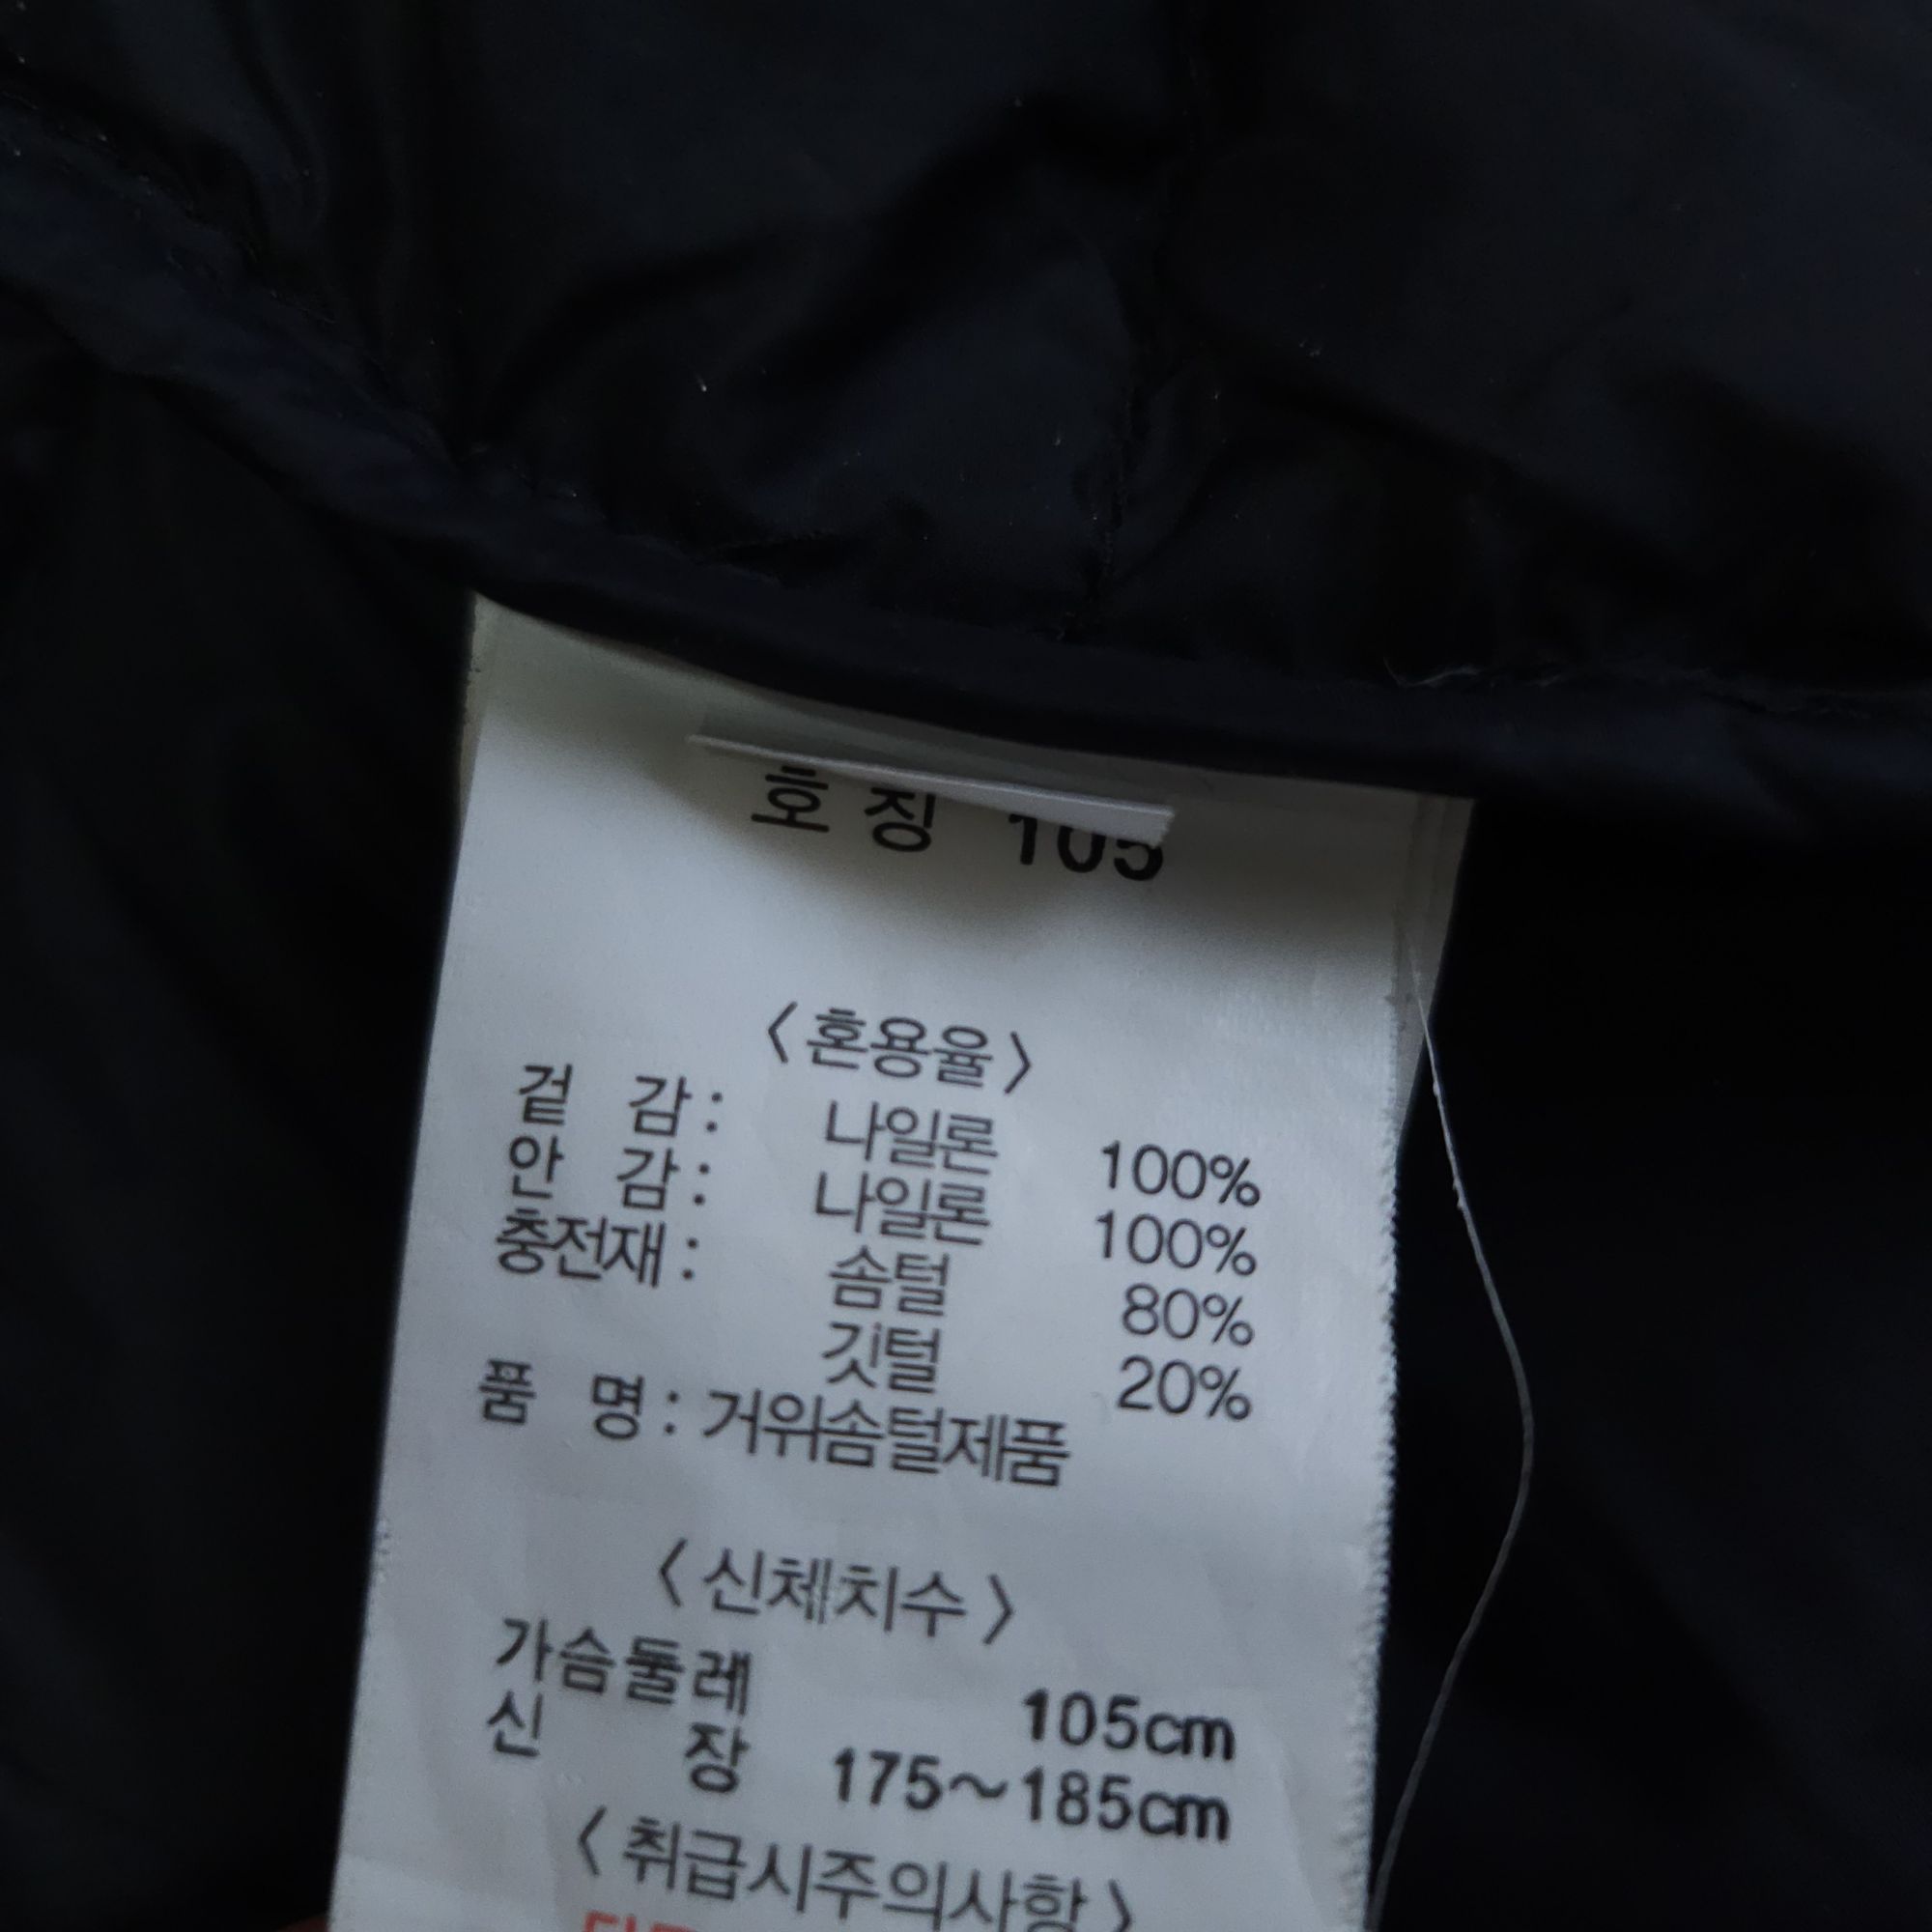 호칭 105
〈혼용율〉
겉 감 : 나일론 100%
안 감 : 나일론 100%
충전재 : 솜털 80%
깃털 20%
품 명 : 거위솜털제품
〈신체치수〉
가슴둘레 105cm
신 장 175~185cm
〈취급시주의사항〉